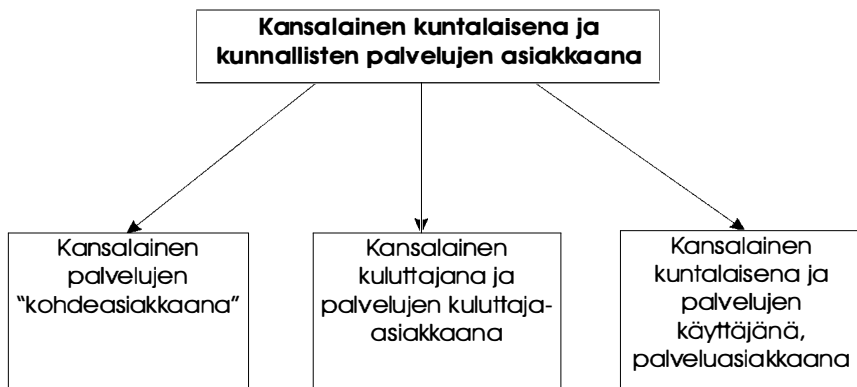 Kansalainen kuntalaisena ja
kunnallisten palvelujen asiakkaana
Kansalainen
palvelujen
“kohdeasiakkaana”
Kansalainen
kuluttajana ja
palvelujen kuluttaja-
asiakkaana
Kansalainen
kuntalaisena ja
palvelujen
käyttäjänä,
palveluasiakkaana